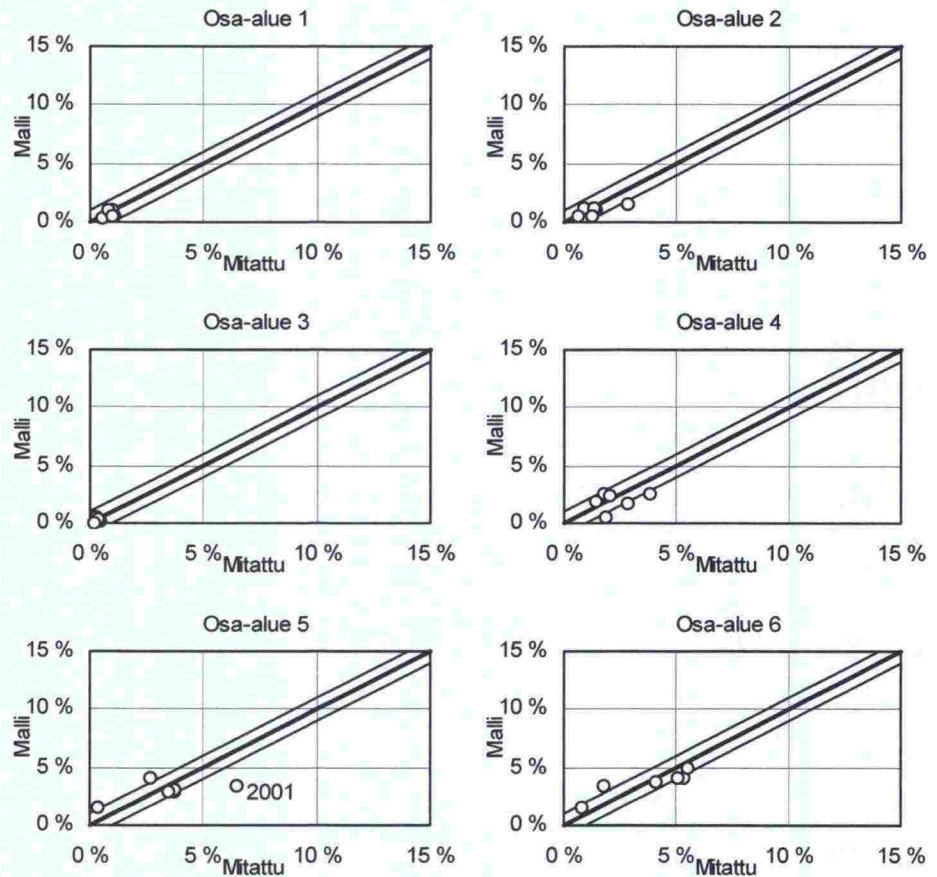 Osa-alue 1
15 %
10 %
5 %
0 %
Malli
0 %
5 %
10 %
15 %
Mitattu
Osa-alue 2
15 %
10 %
5 %
0 %
Malli
0 %
5 %
10 %
15 %
Mitattu
Osa-alue 3
15 %
10 %
5 %
0 %
Malli
0 %
5 %
10 %
15 %
Mitattu
Osa-alue 4
15 %
10 %
5 %
0 %
Malli
0 %
5 %
10 %
15 %
Mitattu
Osa-alue 5
15 %
10 %
5 %
0 %
Malli
2001
0 %
5 %
10 %
15 %
Mitattu
Osa-alue 6
15 %
10 %
5 %
0 %
Malli
0 %
5 %
10 %
15 %
Mitattu